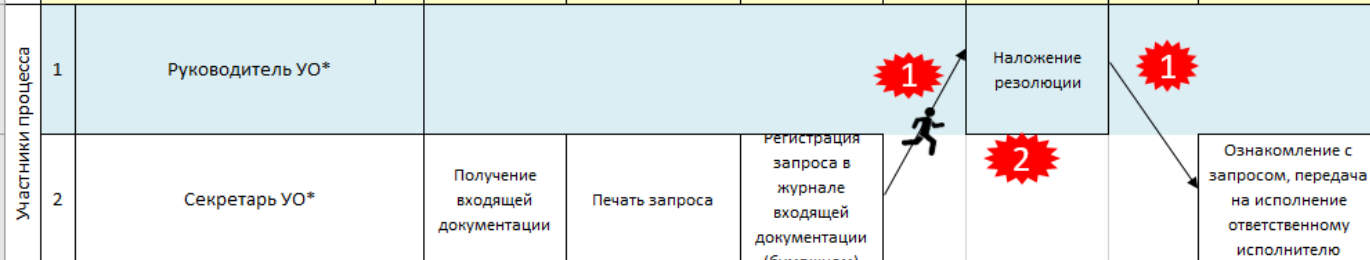 Участники процесса
1
Руководитель УО*
1
Наложение
резолюции
1
2
Секретарь УО*
Получение
входящей
документации
Печать запроса
Регистрация
запроса в
журнале
входящей
документации
2
Ознакомление с
запросом, передача
на исполнение
ответственному
исполнителю